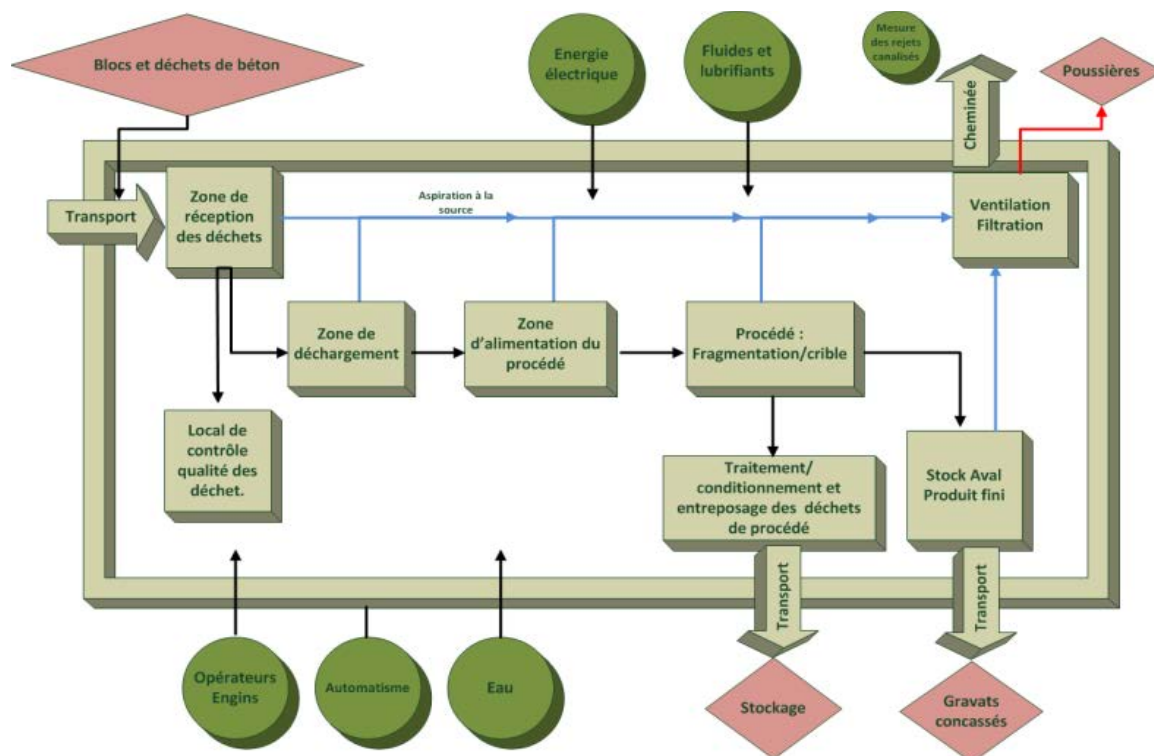 Blocs et déchets de béton
Energie
électrique
Fluides et
lubrifiants
Mesure
des rejets
canalisés
Cheminée
Poussières
Transport
Zone de
réception
des déchets
Aspiration à la
source
Ventilation
Filtration
Zone de
déchargement
Zone
d'alimentation du
procédé
Procédé :
Fragmentation/crible
Local de
contrôle
qualité des
déchet.
Traitement/
conditionnement et
entreposage des déchets
de procédé
Stock Aval
Produit fini
Transport
Transport
Opérateurs
Engins
Automatisme
Eau
Stockage
Gravats
concassés